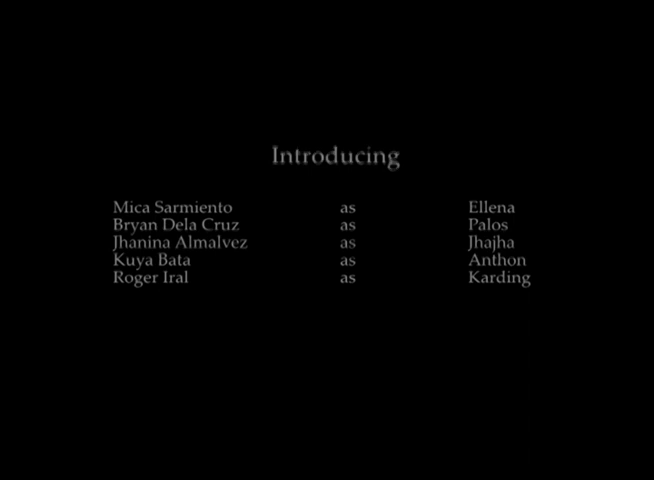 Introducing
Mica Sarmiento as Ellena
Bryan Dela Cruz as Palos
Jhanina Almalvez as Jhajha
Kuya Bata as Anthon
Roger Iral as Karding